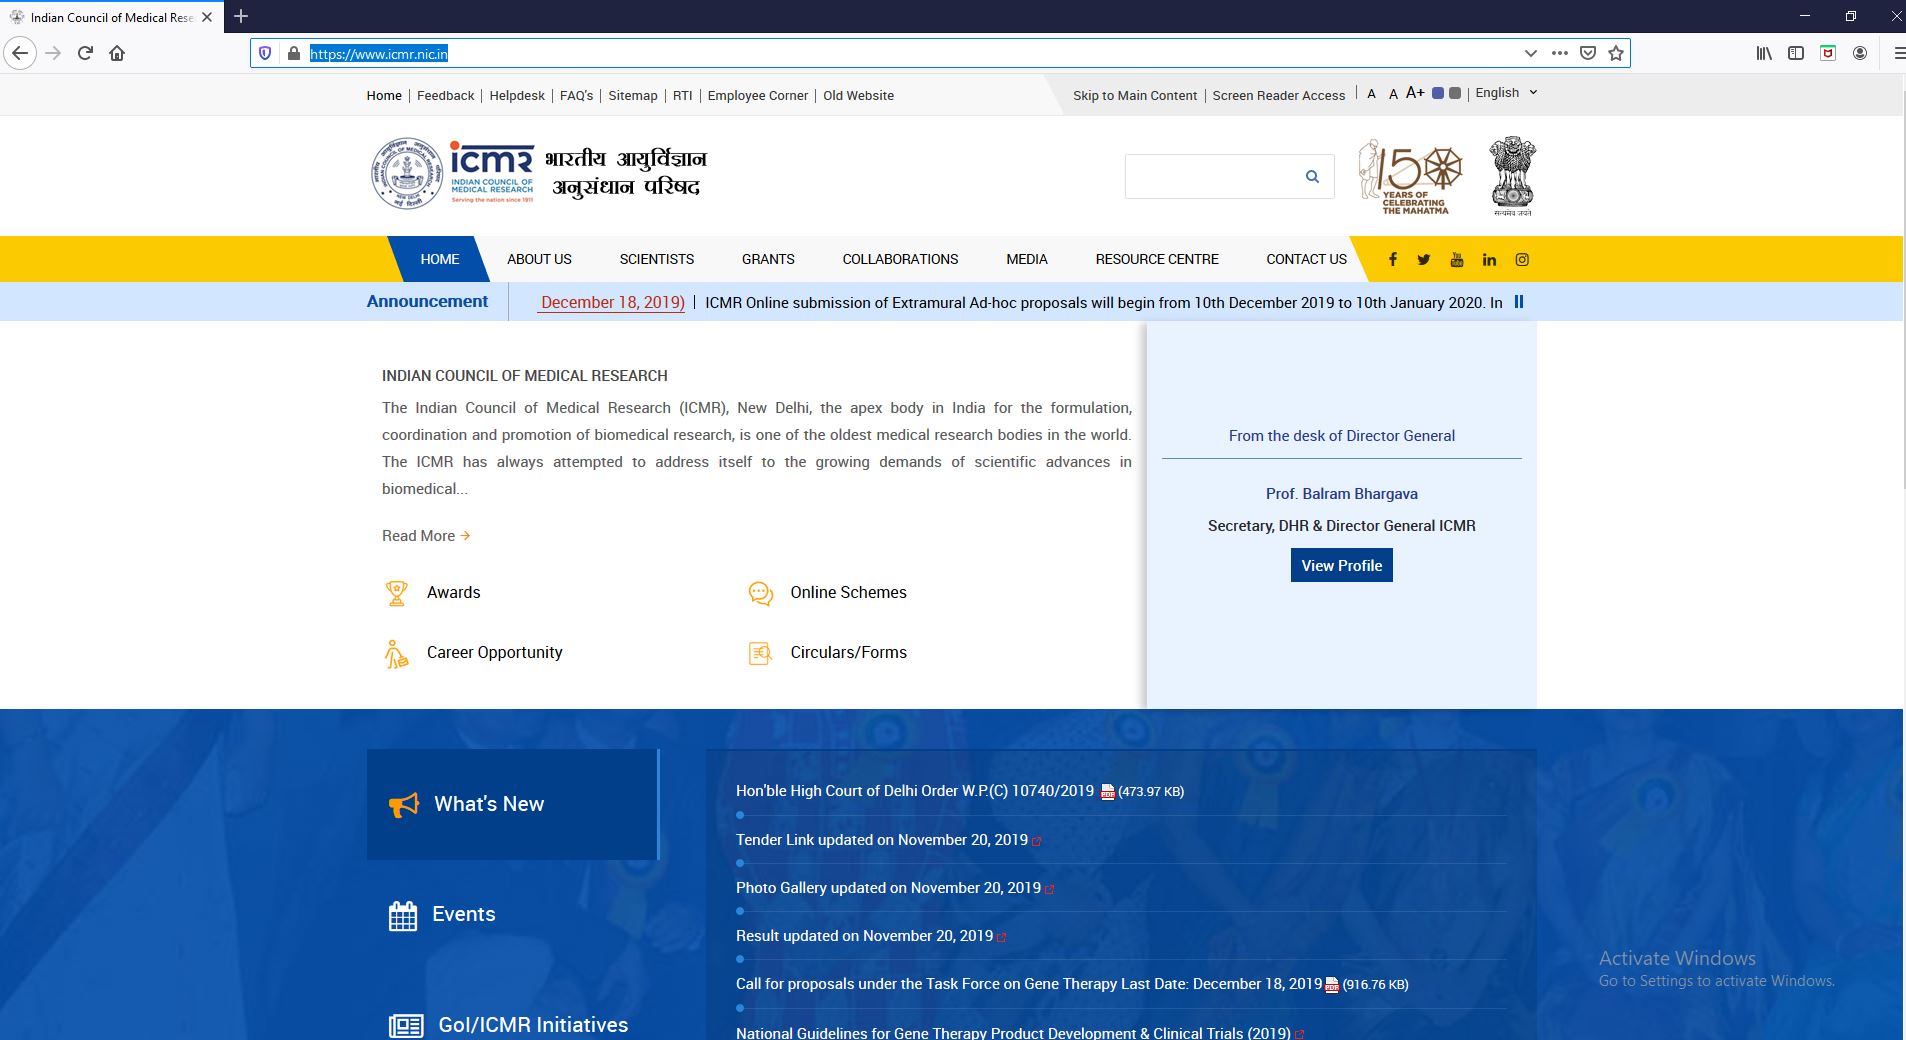 Indian Council of Medical Rese
https://www.icmr.nic.in
Home | Feedback | Helpdesk | FAQ's | Sitemap | RTI | Employee Corner | Old Website
Skip to Main Content | Screen Reader Access | A A A+ | English
icmr
INDIAN COUNCIL OF
MEDICAL RESEARCH
Serving the nation since 1911
भारतीय आयुर्विज्ञान
अनुसंधान परिषद
150
YEARS OF
CELEBRATING
THE MAHATMA
सत्यमेव जयते
HOME ABOUT US SCIENTISTS GRANTS COLLABORATIONS MEDIA RESOURCE CENTRE CONTACT US
Announcement
December 18, 2019) | ICMR Online submission of Extramural Ad-hoc proposals will begin from 10th December 2019 to 10th January 2020. In
INDIAN COUNCIL OF MEDICAL RESEARCH
The Indian Council of Medical Research (ICMR), New Delhi, the apex body in India for the formulation,
coordination and promotion of biomedical research, is one of the oldest medical research bodies in the world.
The ICMR has always attempted to address itself to the growing demands of scientific advances in
biomedical...
Read More
Awards
Online Schemes
Career Opportunity
Circulars/Forms
From the desk of Director General
Prof. Balram Bhargava
Secretary, DHR & Director General ICMR
View Profile
What's New
Events
GoI/ICMR Initiatives
Hon'ble High Court of Delhi Order W.P.(C) 10740/2019 PDF (473.97 KB)
Tender Link updated on November 20, 2019
Photo Gallery updated on November 20, 2019
Result updated on November 20, 2019
Call for proposals under the Task Force on Gene Therapy Last Date: December 18, 2019 PDF (916.76 KB)
National Guidelines for Gene Therapy Product Development & Clinical Trials (2019)
Activate Windows
Go to Settings to activate Windows.